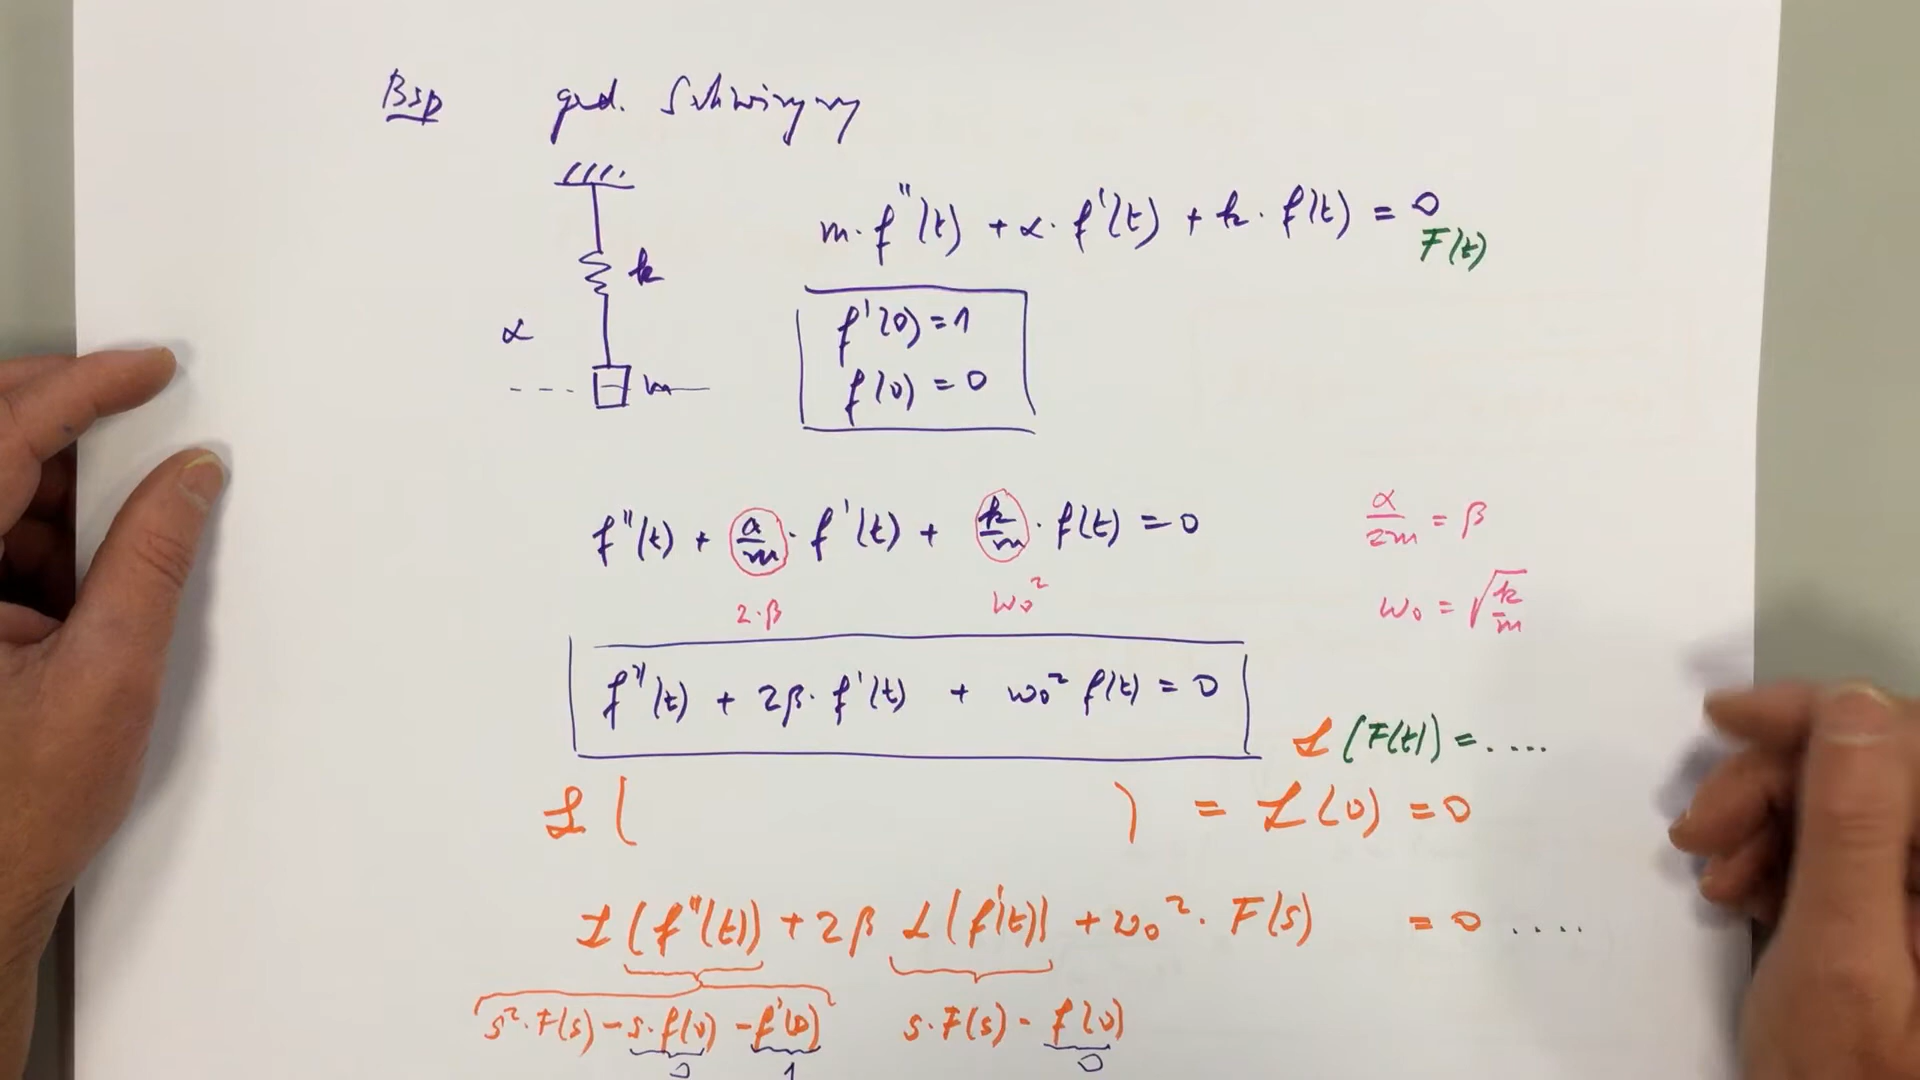 Bsp ged. Schwingung
m·f''(t) + α·f'(t) + k·f(t) = 0
F(t)
k
f'(0) = 1
α
f(0) = 0
m
f''(t) + α/m · f'(t) + k/m · f(t) = 0
α/2m = β
2·β
ω₀²
ω₀ = √(k/m)
f''(t) + 2β·f'(t) + ω₀² f(t) = 0
ℒ(F(t)) = .....
ℒ( ) = ℒ(0) = 0
ℒ(f''(t)) + 2β ℒ(f'(t)) + ω₀² · F(s) = 0 ....
s²·F(s) − s·f(0) − f'(0)
s·F(s) − f(0)
0 1 0